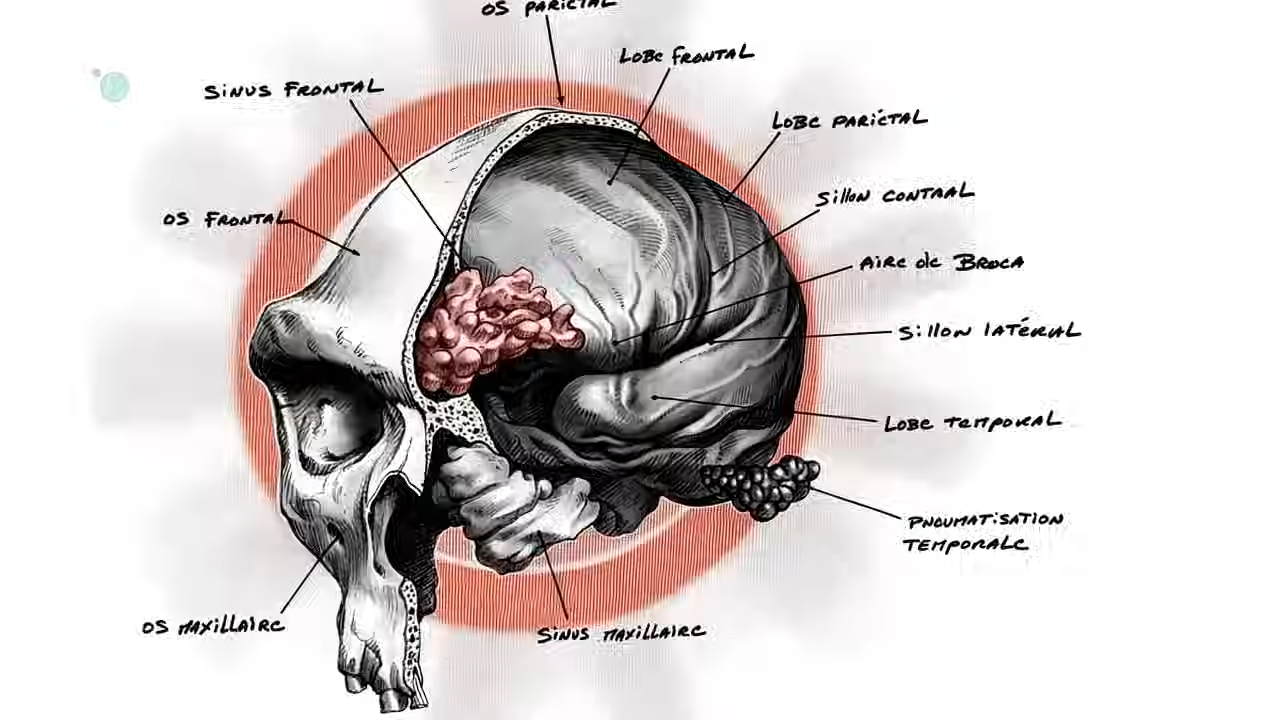 OS PARIÉTAL
LOBE FRONTAL
SINUS FRONTAL
LOBE PARIÉTAL
SILLON CONTRAL
OS FRONTAL
AIRE de BROCA
SILLON LATÉRAL
LOBE TEMPORAL
PNEUMATISATION
TEMPORALE
OS MAXILLAIRE
SINUS MAXILLAIRE